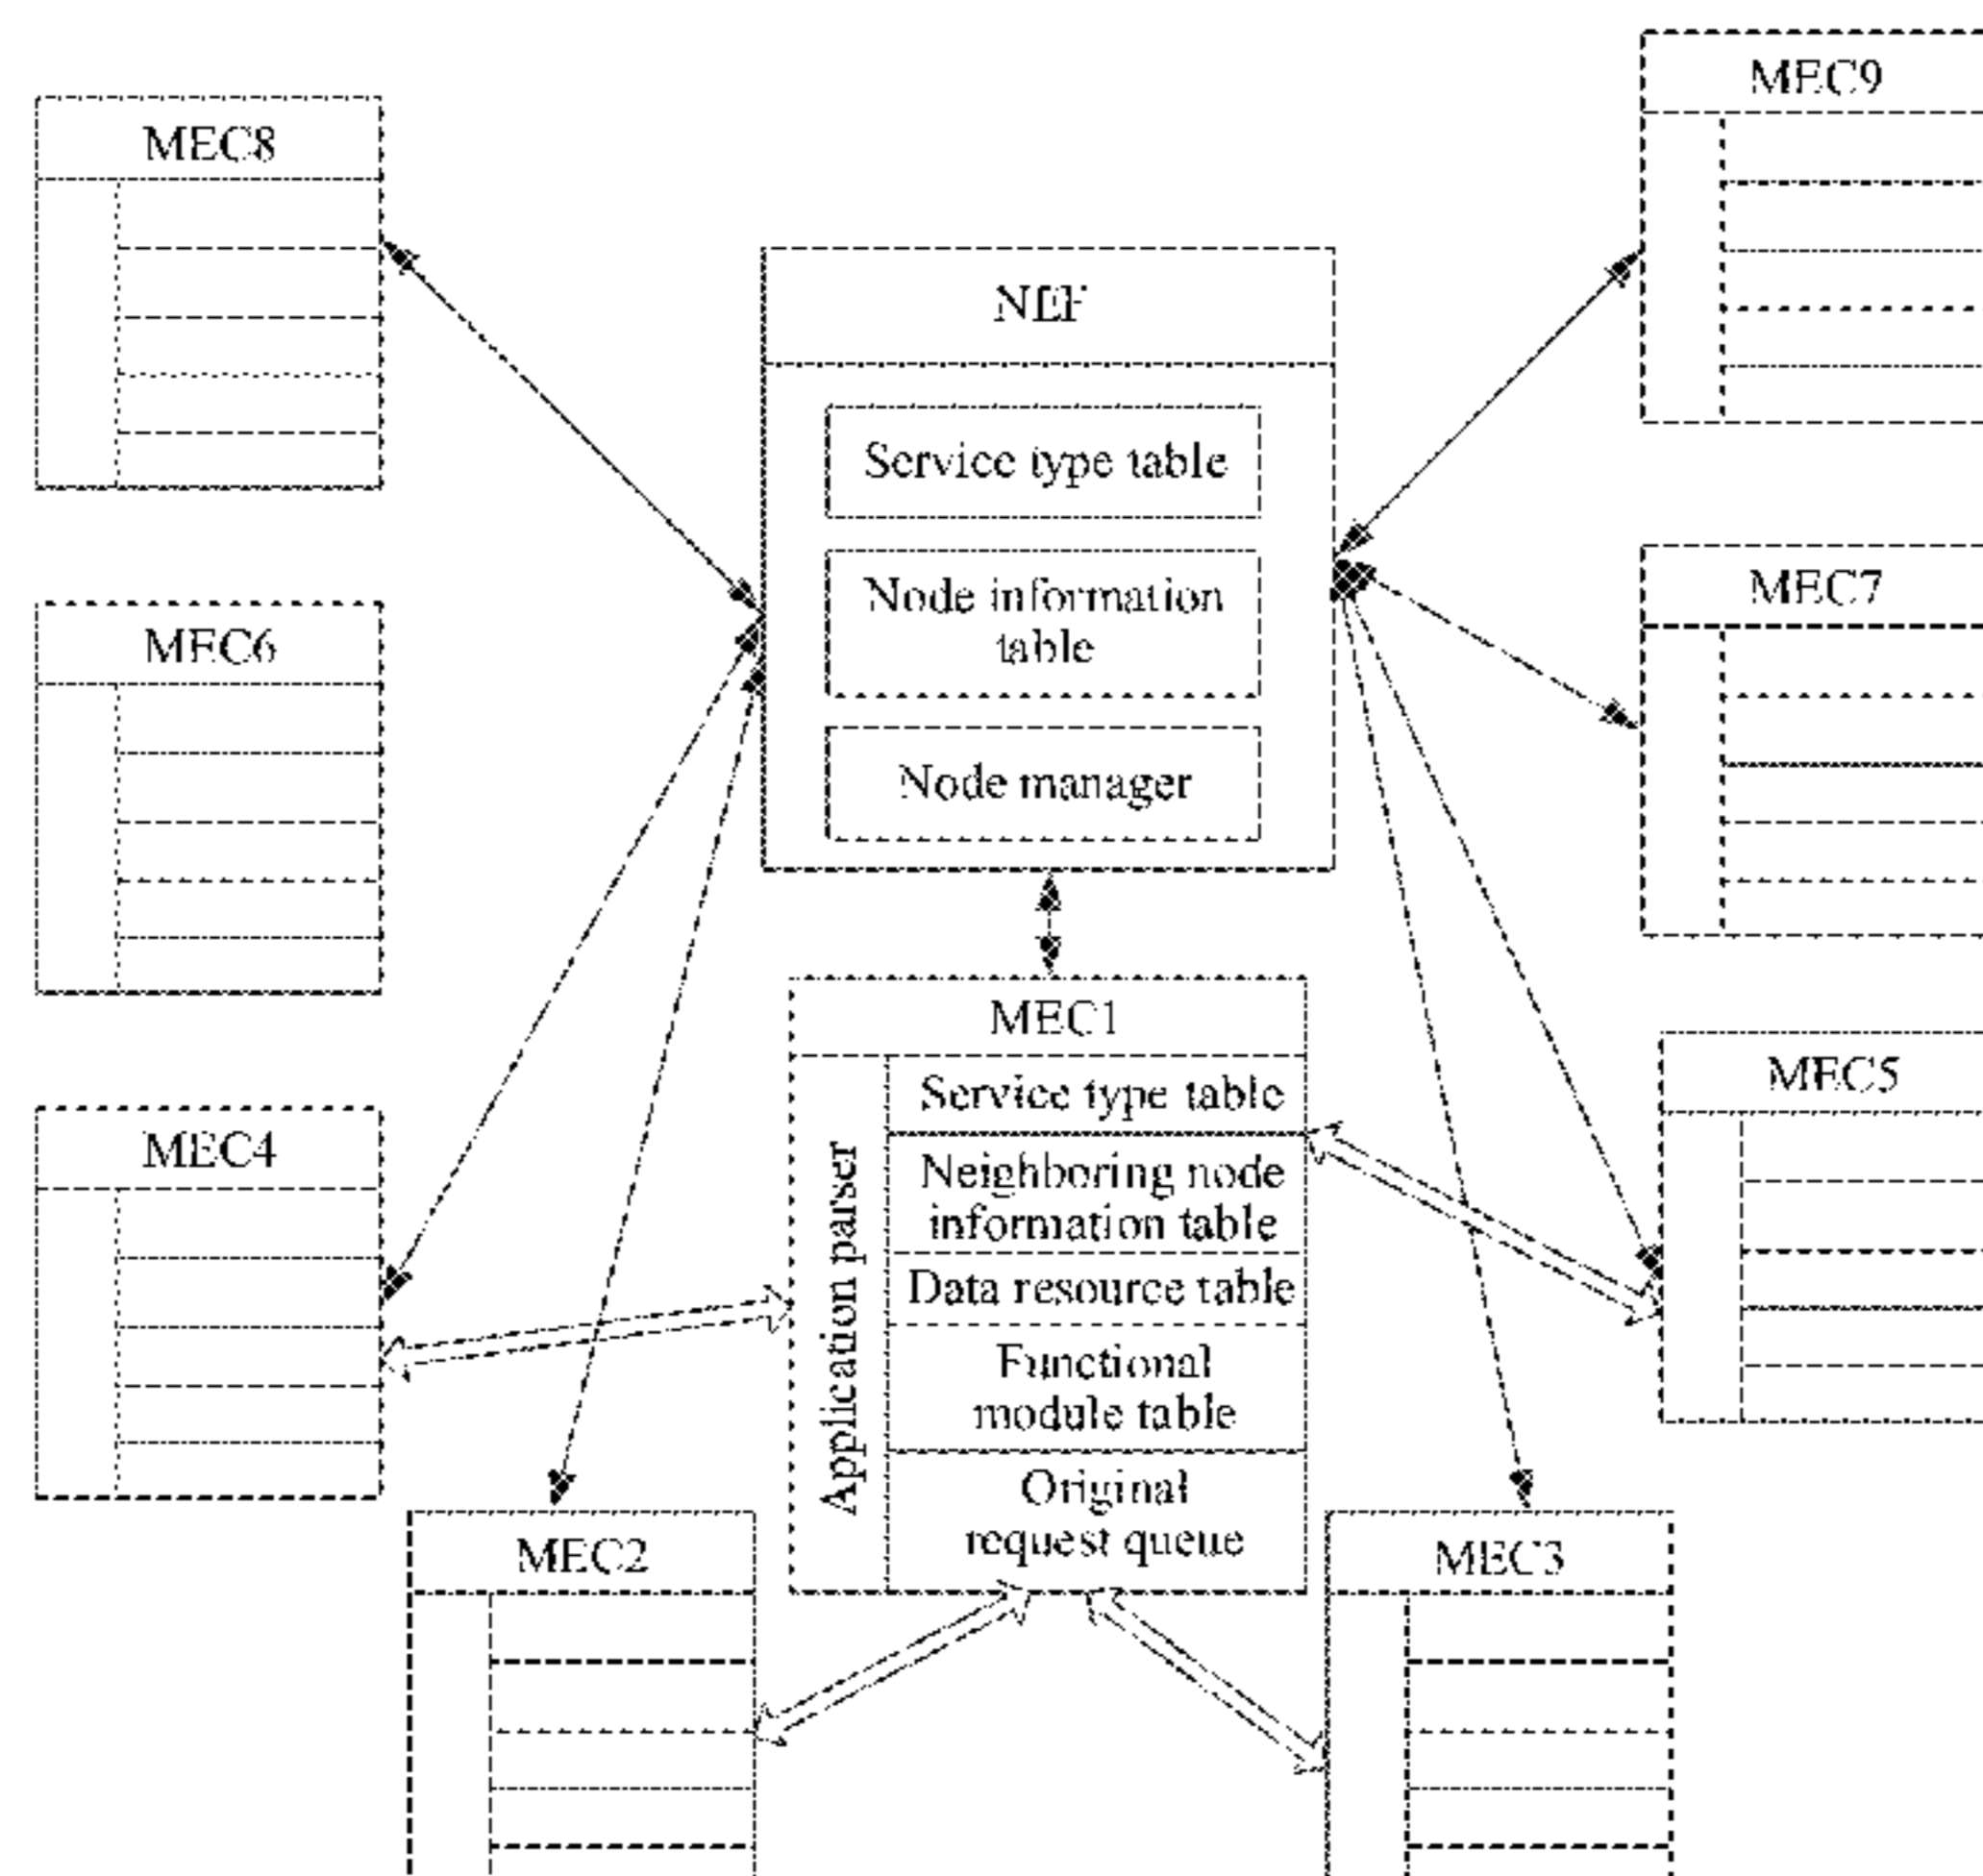 MEC9
MEC8
NEF
Service type table
Node information
table
Node manager
MEC7
MEC6
MEC1
Application parser
Service type table
Neighboring node
information table
Data resource table
Functional
module table
Original
request queue
MEC5
MEC4
MEC2
MEC3